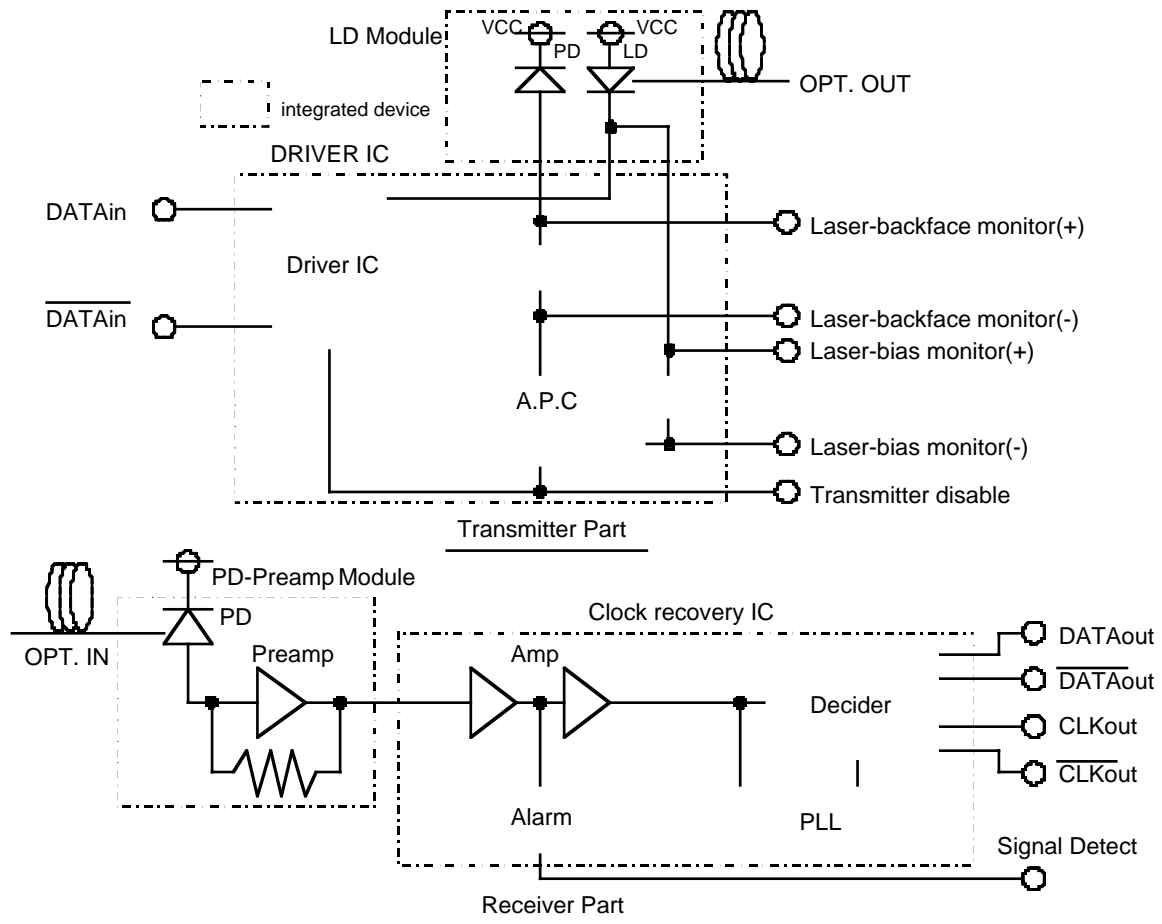 LD Module
VCC
VCC
PD
LD
OPT. OUT
integrated device
DRIVER IC
DATAin
Laser-backface monitor(+)
Driver IC
DATAin
Laser-backface monitor(-)
Laser-bias monitor(+)
A.P.C
Laser-bias monitor(-)
Transmitter disable
Transmitter Part
PD-Preamp Module
PD
Clock recovery IC
OPT. IN
Preamp
Amp
DATAout
DATAout
Decider
CLKout
CLKout
Alarm
PLL
Signal Detect
Receiver Part